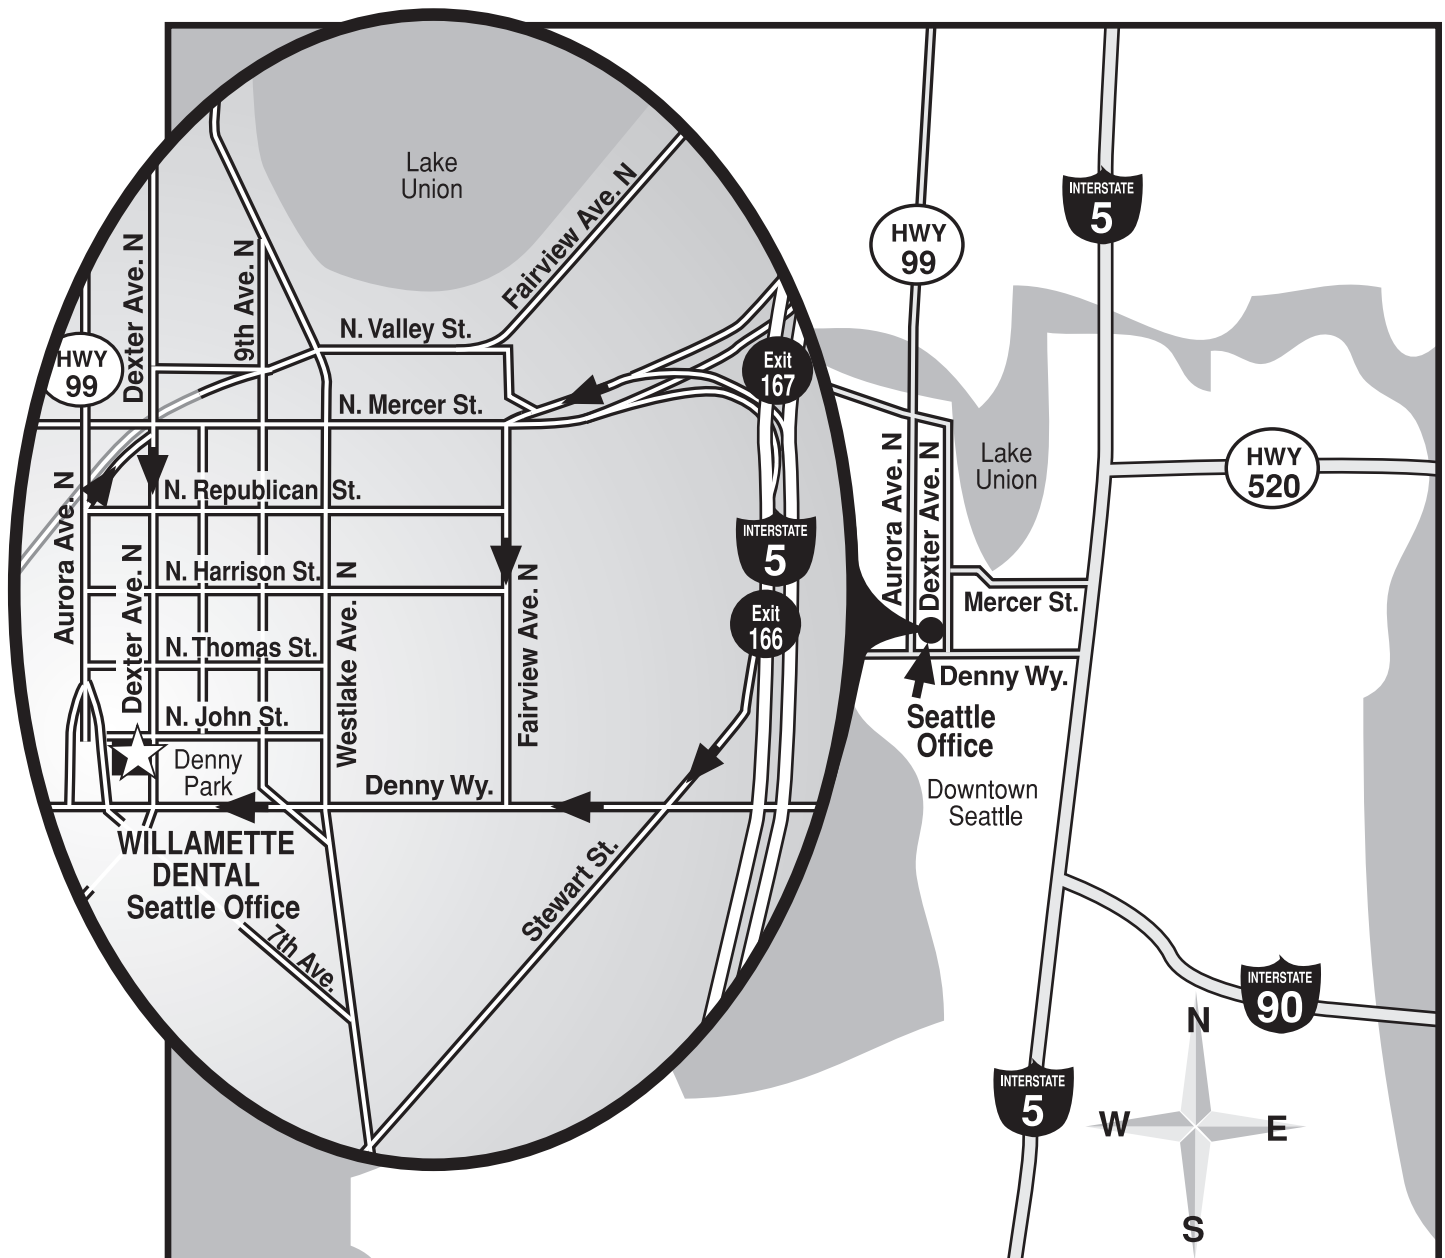 Lake
Union
Fairview Ave. N
Dexter Ave. N
9th Ave. N
N. Valley St.
HWY
99
Exit
167
N. Mercer St.
Aurora Ave. N
N. Republican St.
Dexter Ave. N
N. Harrison St.
INTERSTATE
5
Exit
166
N. Thomas St.
Westlake Ave. N
Fairview Ave. N
N. John St.
Denny
Park
Denny Wy.
WILLAMETTE
DENTAL
Seattle Office
Stewart St.
7th Ave.
INTERSTATE
5
HWY
99
Aurora Ave. N
Dexter Ave. N
Lake
Union
HWY
520
Mercer St.
Denny Wy.
Seattle
Office
Downtown
Seattle
INTERSTATE
90
INTERSTATE
5
N
W
E
S